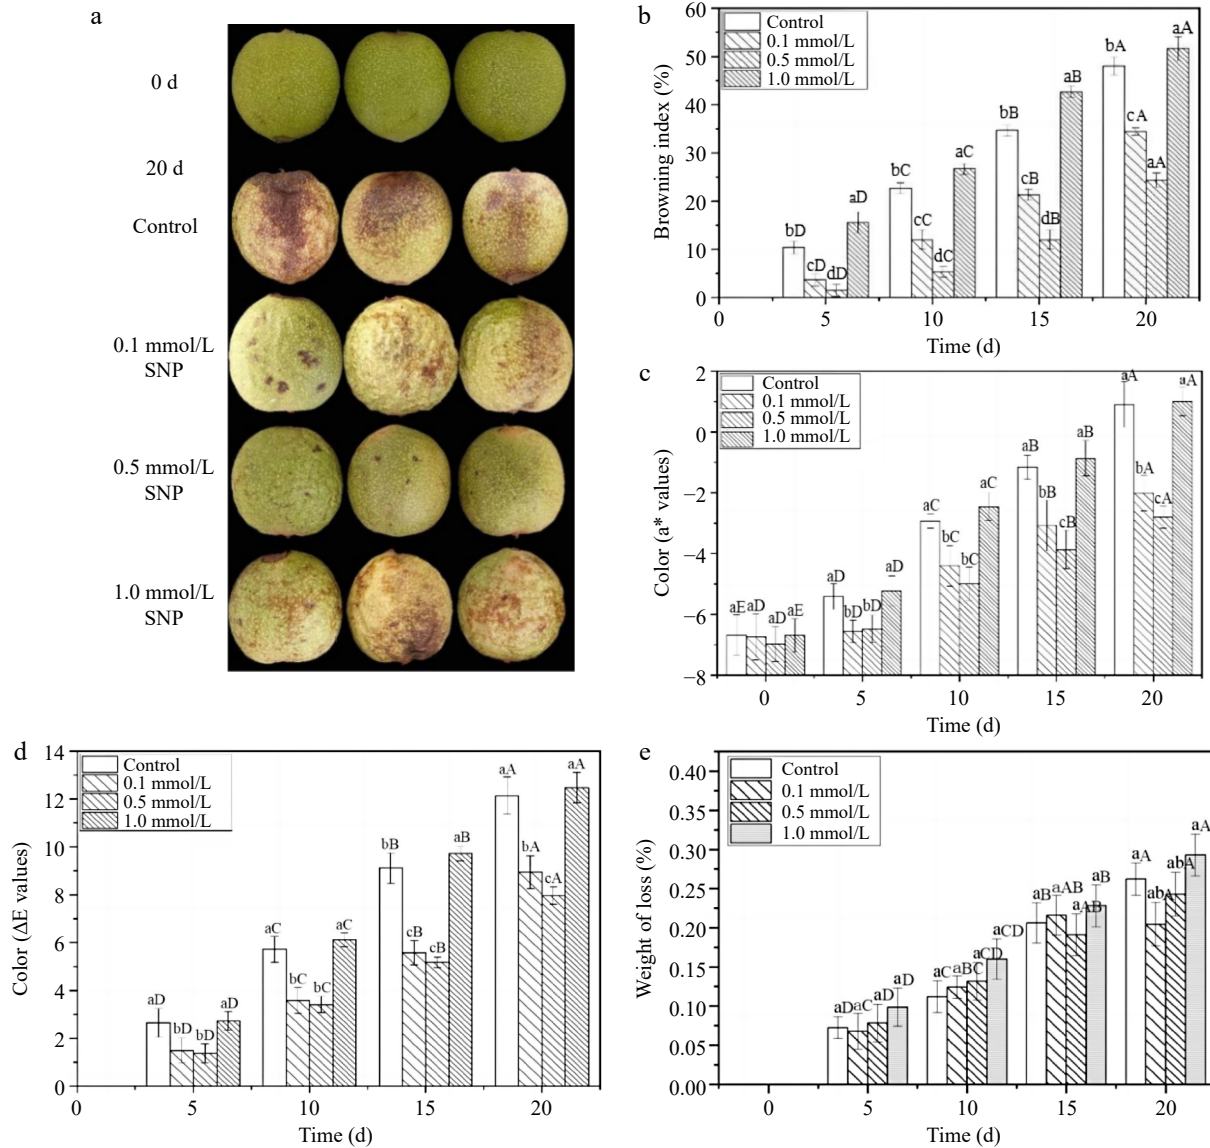 a
0 d
20 d
Control
0.1 mmol/L
SNP
0.5 mmol/L
SNP
1.0 mmol/L
SNP
b
Control
0.1 mmol/L
0.5 mmol/L
1.0 mmol/L
Browning index (%)
60
50
40
30
20
10
0
bD
cD
dD
aD
bC
cC
dC
aC
bB
cB
dB
aB
bA
cA
aA
aA
0
5
10
15
20
Time (d)
c
Control
0.1 mmol/L
0.5 mmol/L
1.0 mmol/L
Color (a* values)
2
0
−2
−4
−6
−8
aE
aD
aD
aE
aD
bD
bD
aD
aC
bC
bC
aC
aB
bB
cB
aB
aA
bA
cA
aA
0
5
10
15
20
Time (d)
d
Control
0.1 mmol/L
0.5 mmol/L
1.0 mmol/L
Color (ΔE values)
14
12
10
8
6
4
2
0
aD
bD
bD
aD
aC
bC
bC
aC
bB
cB
cB
aB
aA
bA
cA
aA
0
5
10
15
20
Time (d)
e
Control
0.1 mmol/L
0.5 mmol/L
1.0 mmol/L
Weight of loss (%)
0.40
0.35
0.30
0.25
0.20
0.15
0.10
0.05
0.00
aD
aC
aD
aD
aC
aBC
aCD
aCD
aB
aAB
aAB
aB
aA
abA
abA
aA
0
5
10
15
20
Time (d)